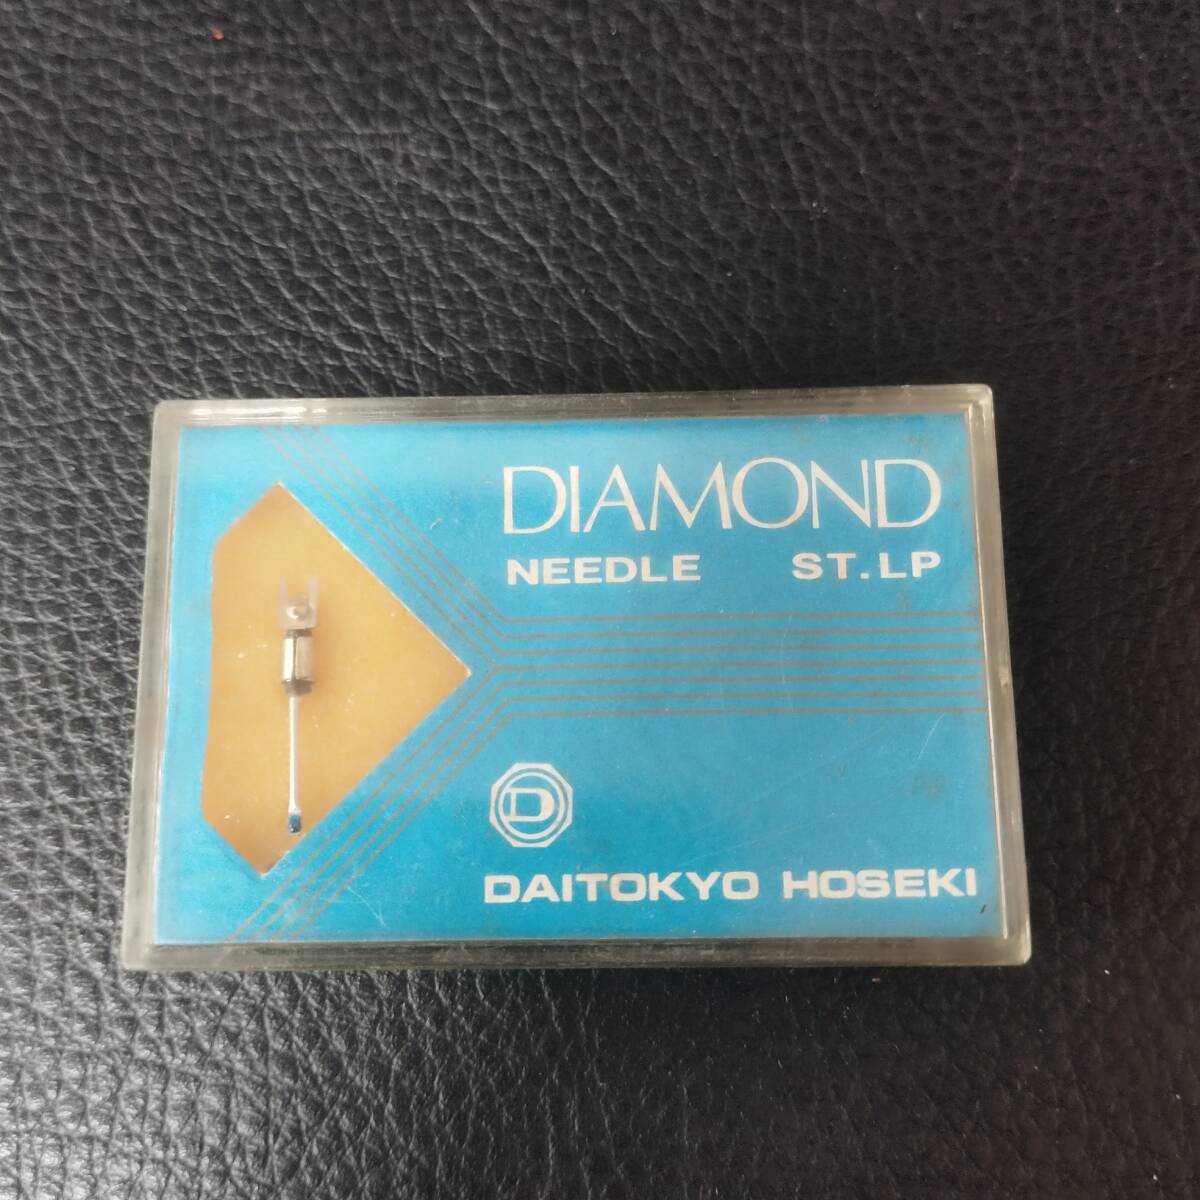 DIAMOND
NEEDLE ST.LP
D
DAITOKYO HOSEKI